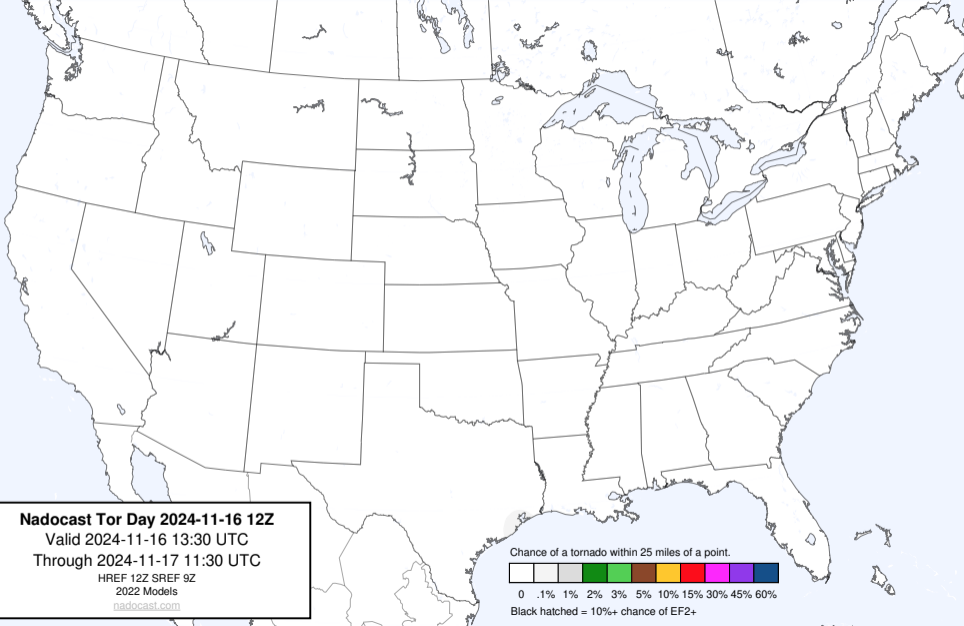 Nadocast Tor Day 2024-11-16 12Z
Valid 2024-11-16 13:30 UTC
Through 2024-11-17 11:30 UTC
HREF 12Z SREF 9Z
2022 Models
nadocast.com
Chance of a tornado within 25 miles of a point.
0 .1% 1% 2% 3% 5% 10% 15% 30% 45% 60%
Black hatched = 10%+ chance of EF2+